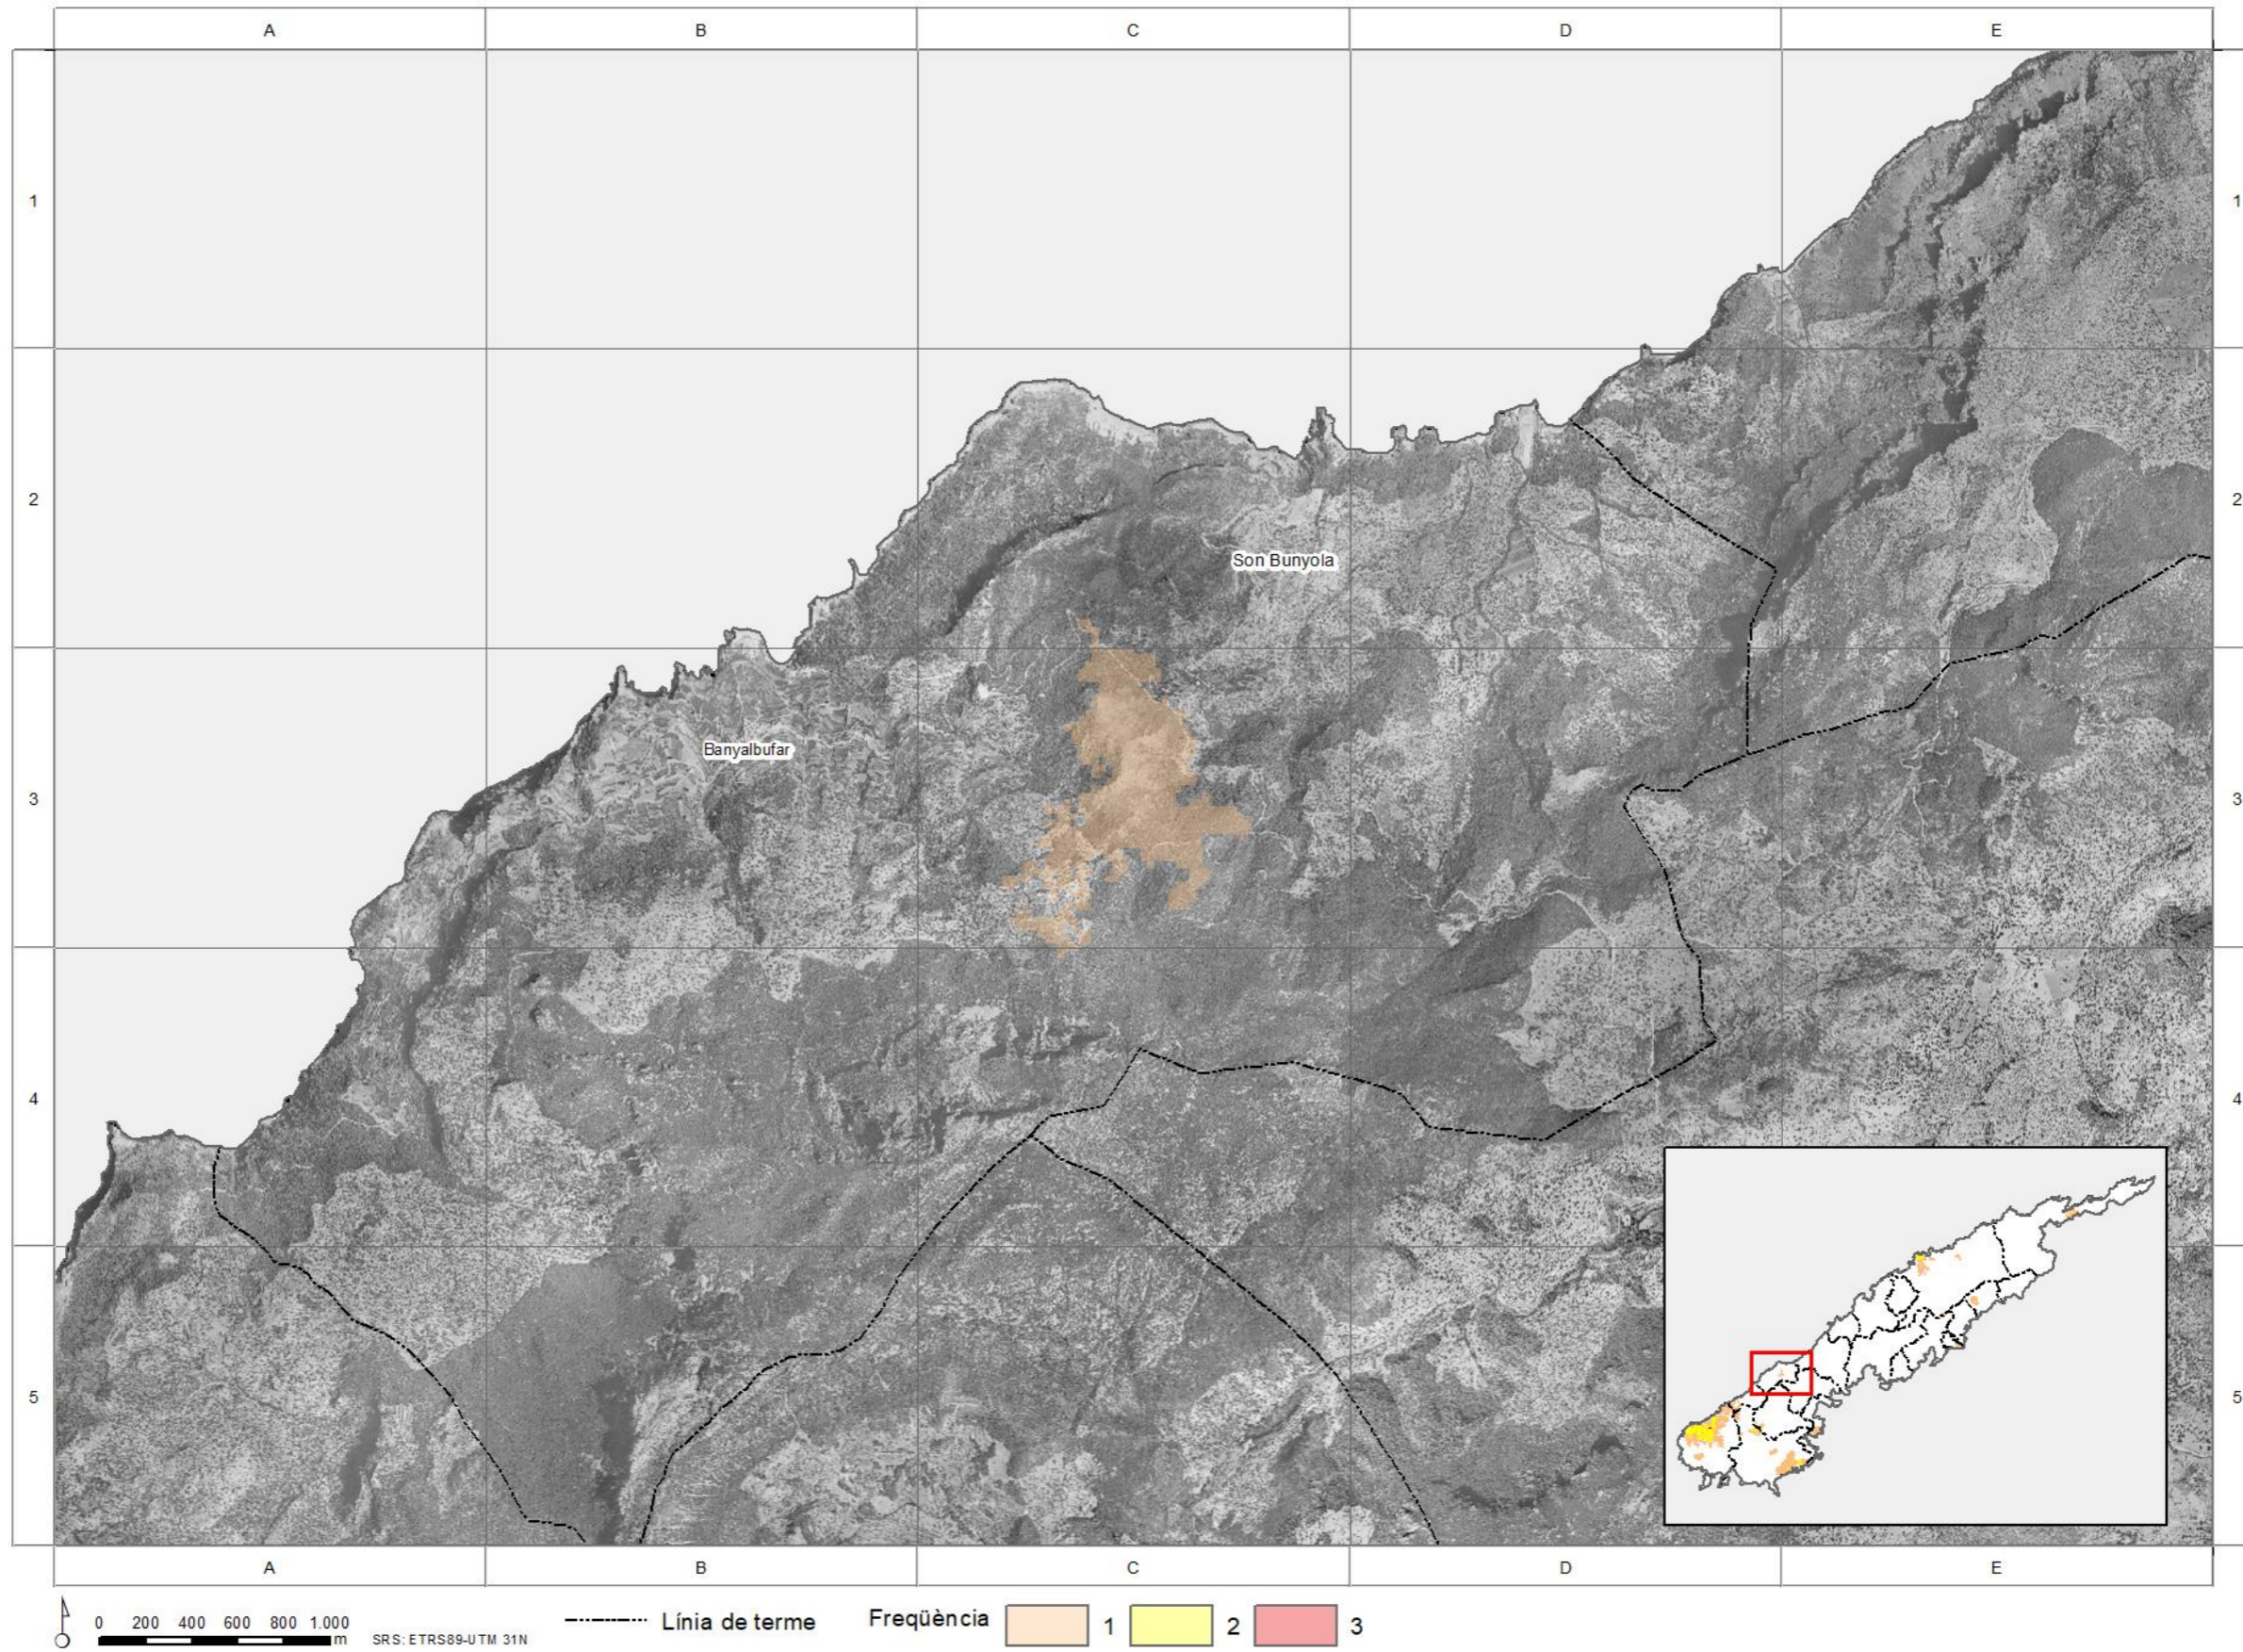 A B C D E
1 1
2 2
Son Bunyola
Banyalbufar
3 3
4 4
5 5
A B C D E
0 200 400 600 800 1.000
m
SRS: ETRS89-UTM 31N
Línia de terme
Freqüència 1 2 3